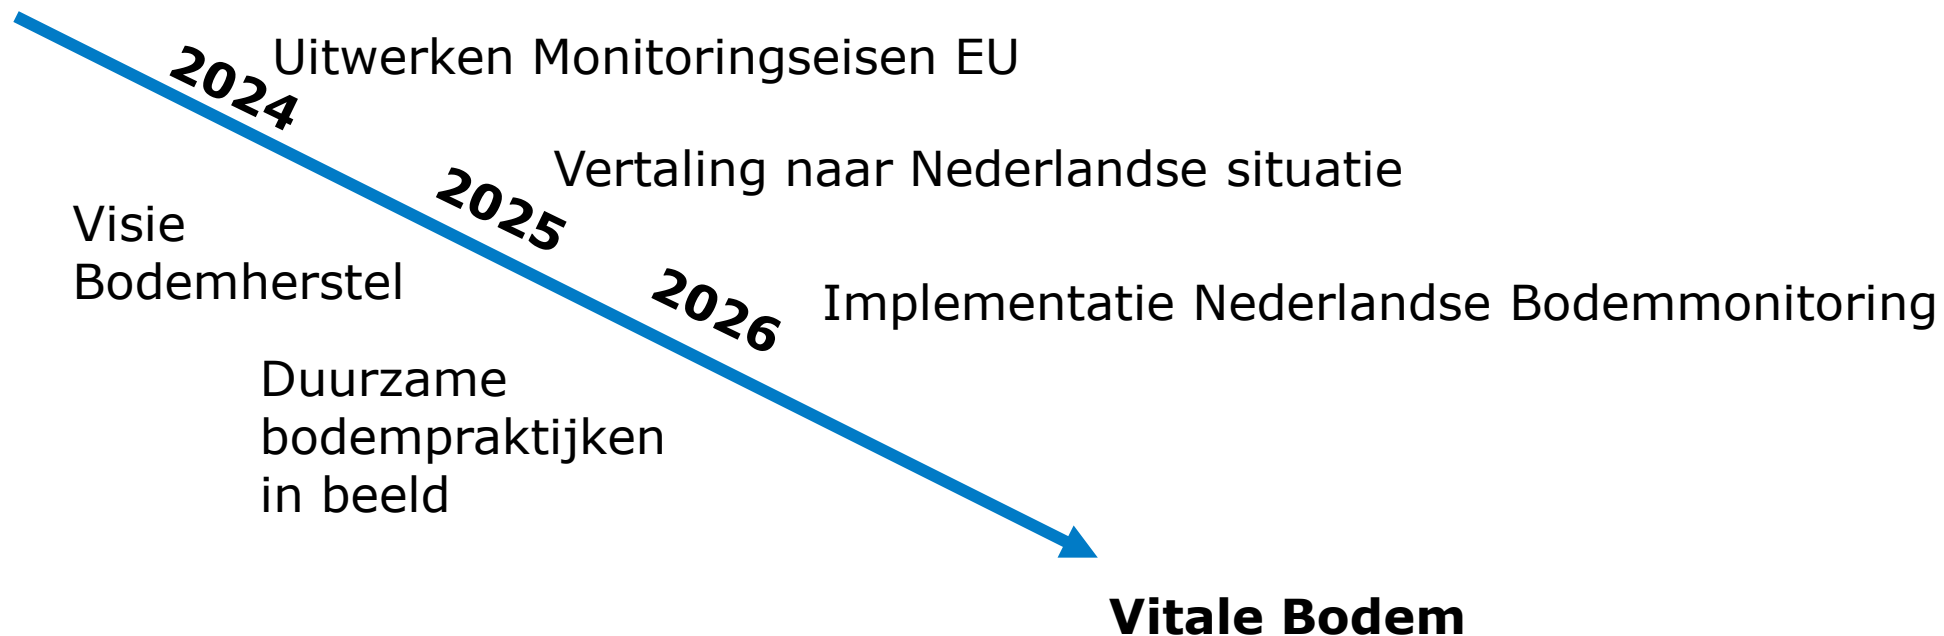 2024
Uitwerken Monitoringseisen EU
2025
Vertaling naar Nederlandse situatie
Visie
Bodemherstel
2026
Implementatie Nederlandse Bodemmonitoring
Duurzame
bodempraktijken
in beeld
Vitale Bodem